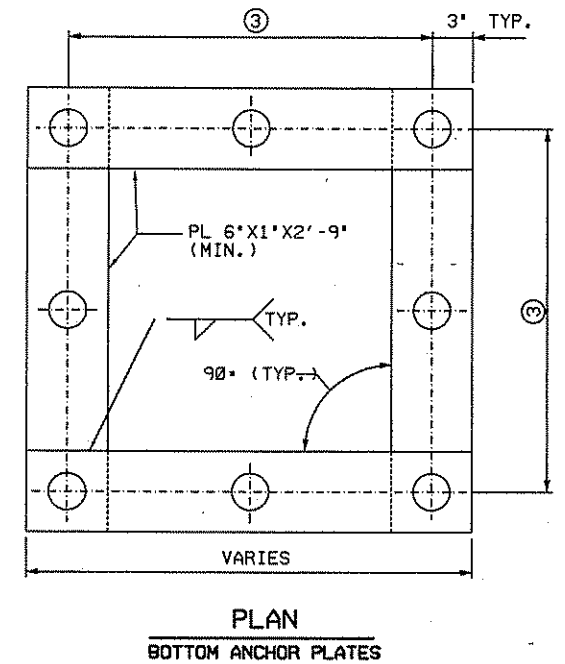 ③ 3" TYP.
PL 6"X1"X2'-9"
(MIN.)
③
TYP.
90° (TYP.)
VARIES
PLAN
BOTTOM ANCHOR PLATES